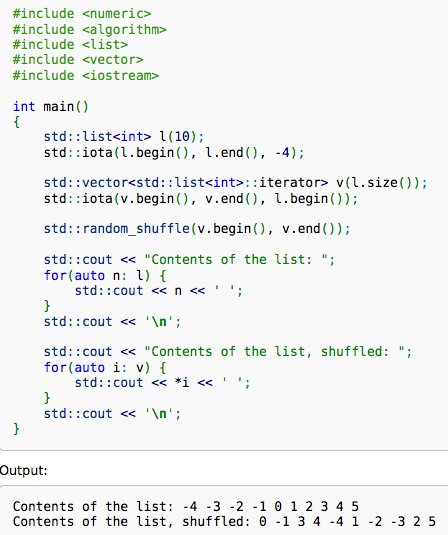 #include <numeric>
#include <algorithm>
#include <list>
#include <vector>
#include <iostream>

int main()
{
    std::list<int> l(10);
    std::iota(l.begin(), l.end(), -4);

    std::vector<std::list<int>::iterator> v(l.size());
    std::iota(v.begin(), v.end(), l.begin());

    std::random_shuffle(v.begin(), v.end());

    std::cout << "Contents of the list: ";
    for(auto n: l) {
        std::cout << n << ' ';
    }
    std::cout << '\n';

    std::cout << "Contents of the list, shuffled: ";
    for(auto i: v) {
        std::cout << *i << ' ';
    }
    std::cout << '\n';
}

Output:

Contents of the list: -4 -3 -2 -1 0 1 2 3 4 5
Contents of the list, shuffled: 0 -1 3 4 -4 1 -2 -3 2 5